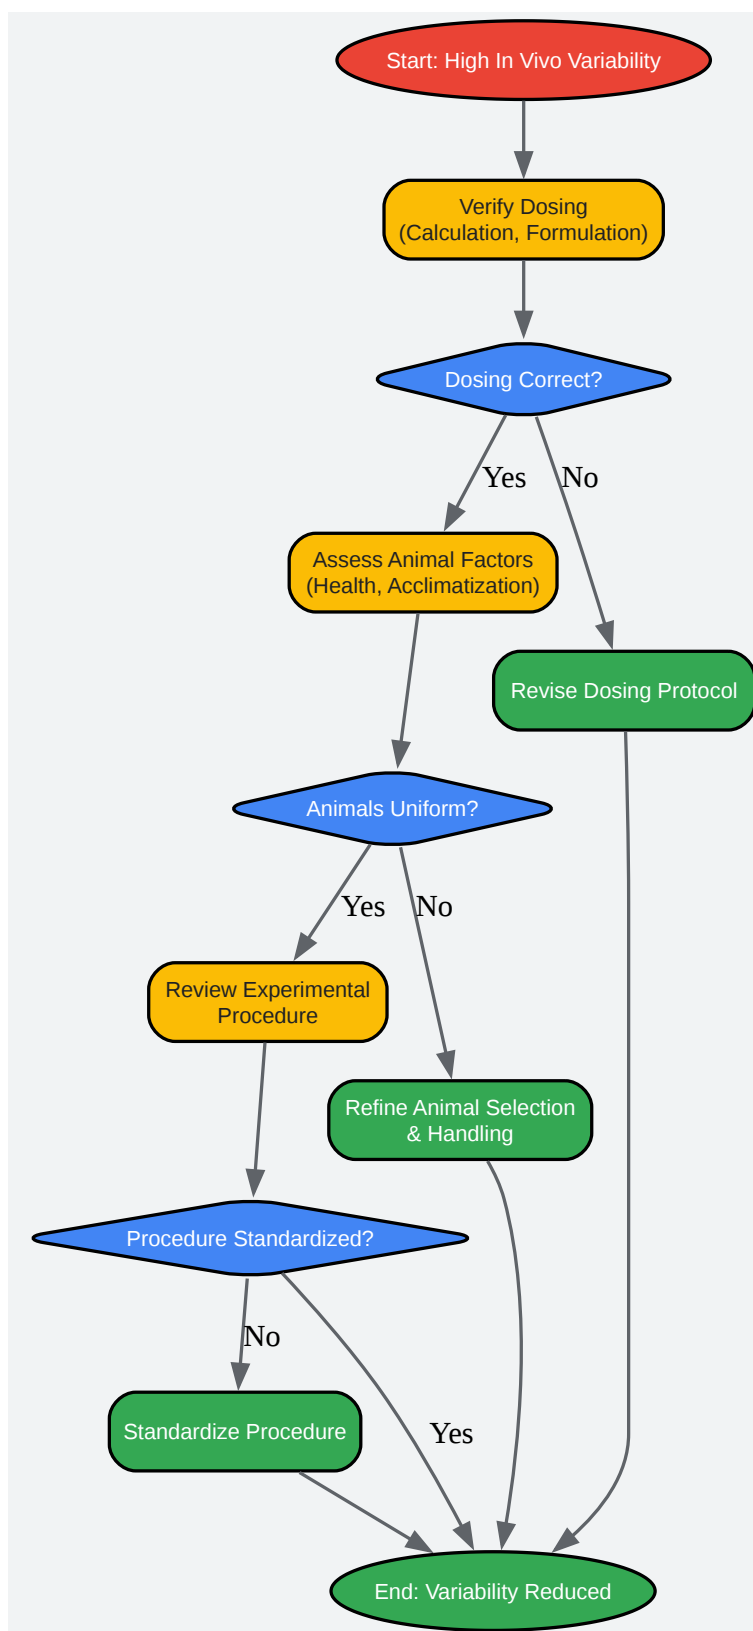 Start: High In Vivo Variability
Verify Dosing
(Calculation, Formulation)
Dosing Correct?
Yes
No
Assess Animal Factors
(Health, Acclimatization)
Revise Dosing Protocol
Animals Uniform?
Yes
No
Review Experimental
Procedure
Refine Animal Selection
& Handling
Procedure Standardized?
No
Yes
Standardize Procedure
End: Variability Reduced